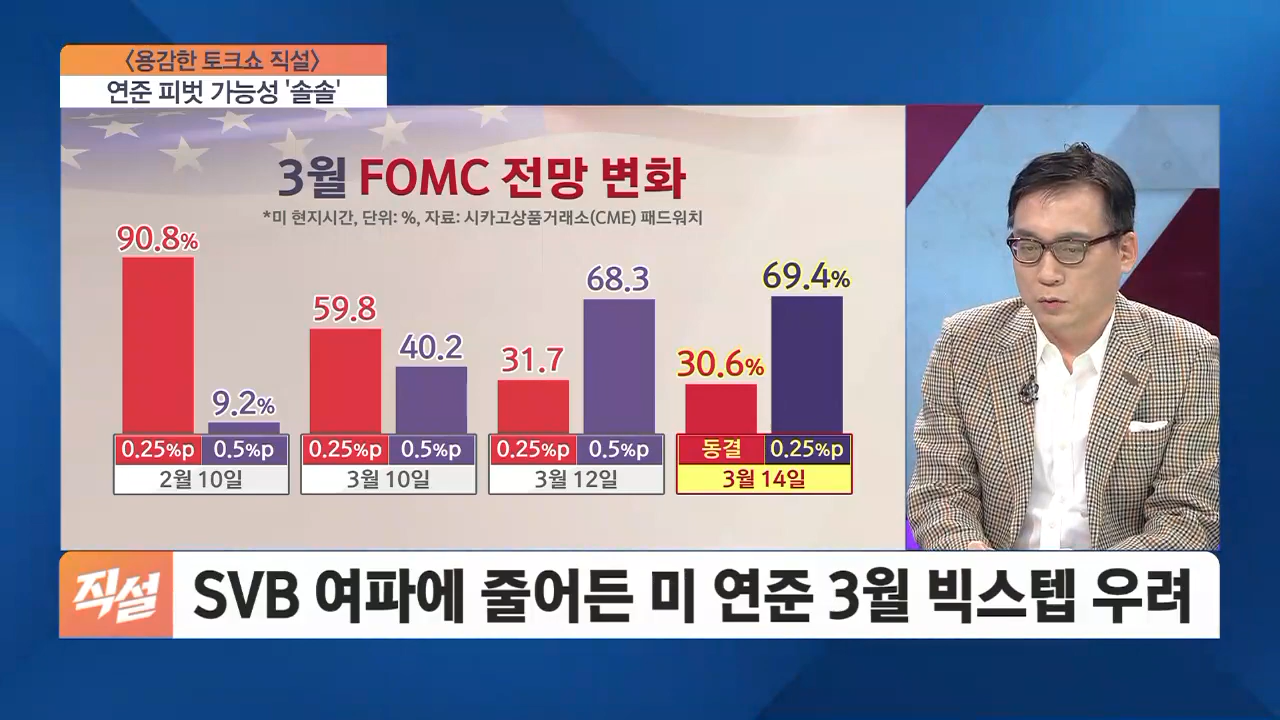 〈용감한 토크쇼 직설〉
연준 피벗 가능성 '솔솔'
3월 FOMC 전망 변화
*미 현지시간, 단위: %, 자료: 시카고상품거래소(CME) 패드워치
90.8% 9.2% 59.8 40.2 31.7 68.3 30.6% 69.4%
0.25%p 0.5%p 0.25%p 0.5%p 0.25%p 0.5%p 동결 0.25%p
2월 10일 3월 10일 3월 12일 3월 14일
직설 SVB 여파에 줄어든 미 연준 3월 빅스텝 우려